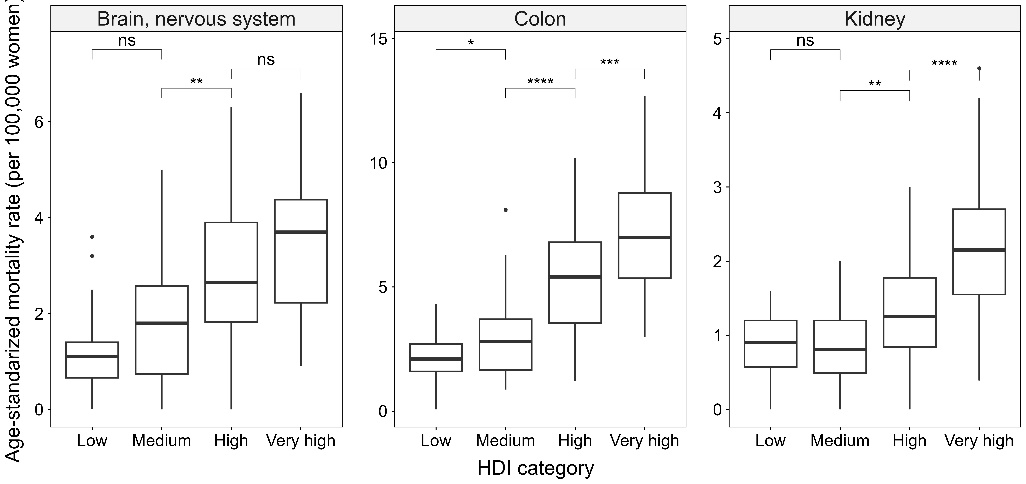 Age-standarized mortality rate (per 100,000 women)
Brain, nervous system
ns
**
ns
6
4
2
0
Low Medium High Very high
Colon
*
****
***
15
10
5
0
Low Medium High Very high
Kidney
ns
**
****
5
4
3
2
1
0
Low Medium High Very high
HDI category